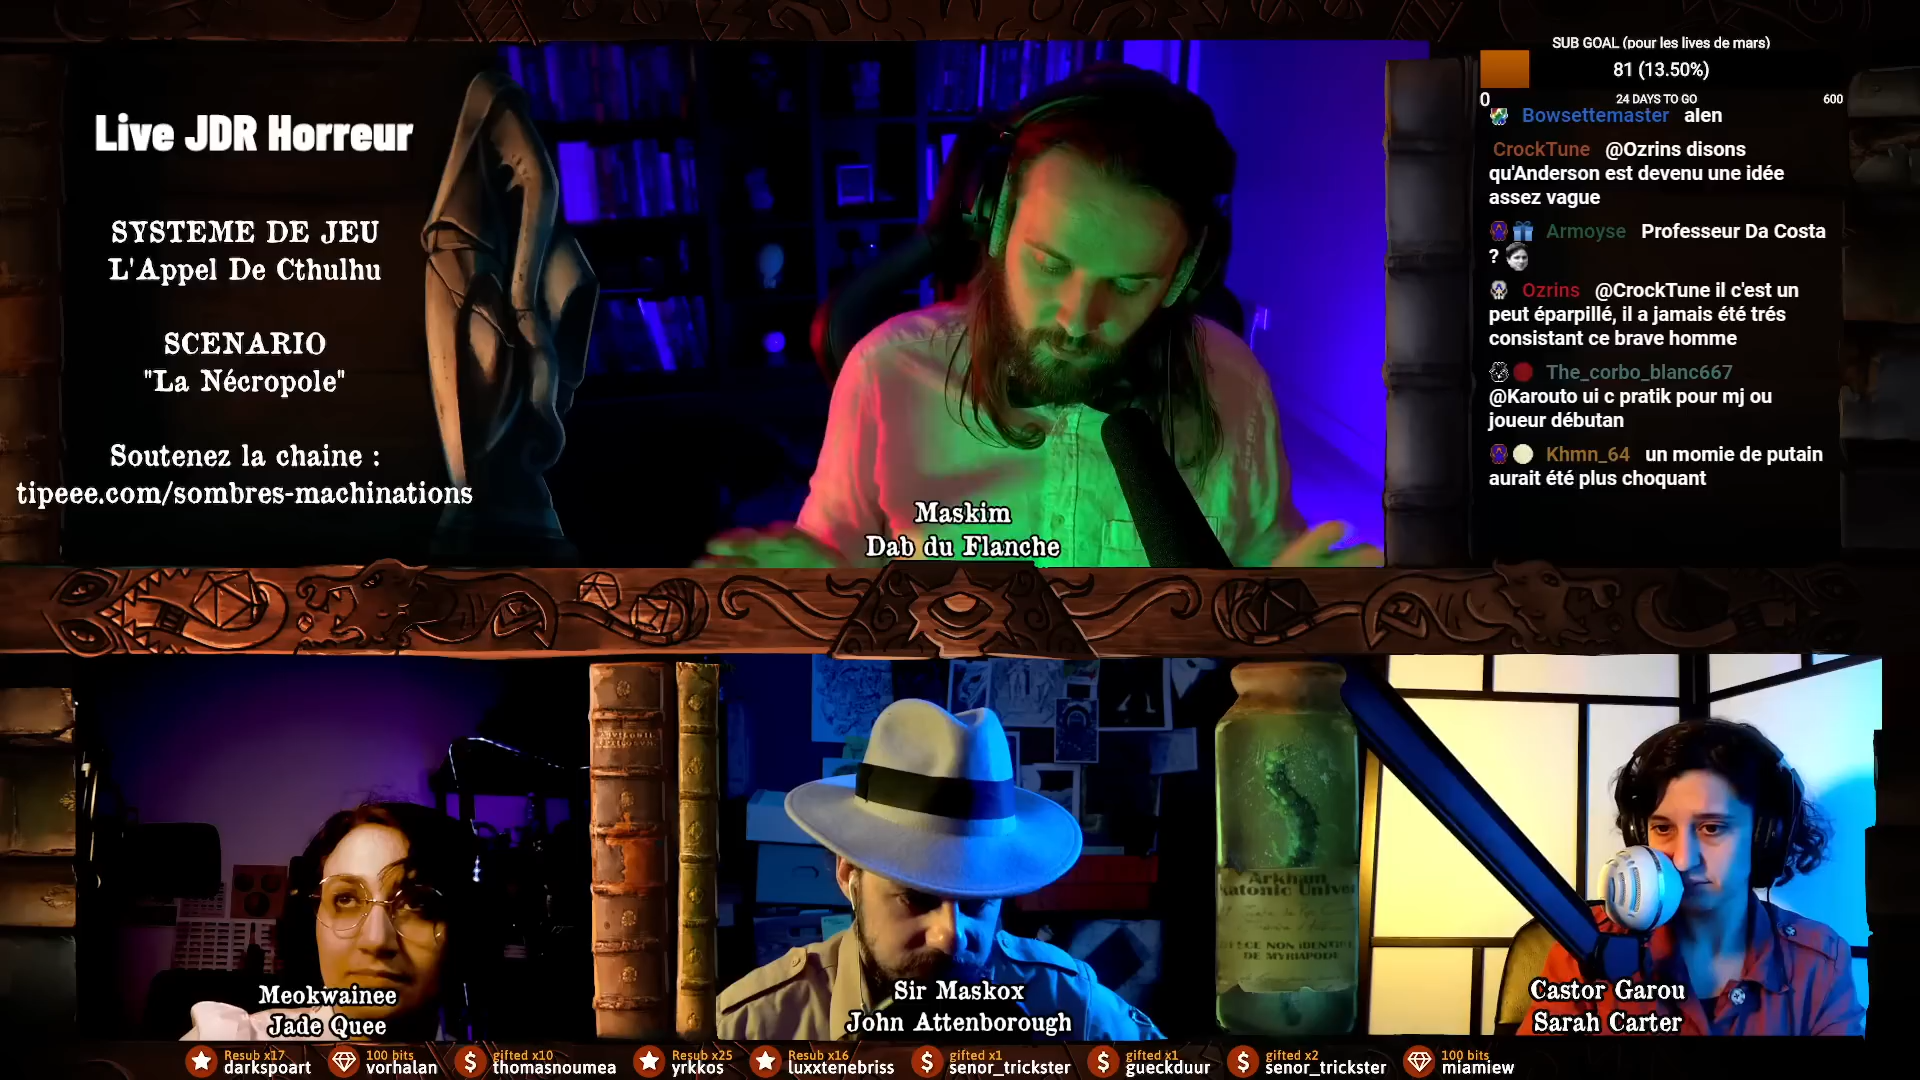 Live JDR Horreur
SYSTEME DE JEU
L'Appel De Cthulhu
SCENARIO
"La Nécropole"
Soutenez la chaine :
tipeee.com/sombres-machinations
Maskim
Dab du Flanche
SUB GOAL (pour les lives de mars)
81 (13.50%)
0
24 DAYS TO GO
600
Bowsettemaster alen
CrockTune @Ozrins disons
qu'Anderson est devenu une idée
assez vague
Armoyse Professeur Da Costa
?
Ozrins @CrockTune il c'est un
peut éparpillé, il a jamais été trés
consistant ce brave homme
The_corbo_blanc667
@Karouto ui c pratik pour mj ou
joueur débutan
Khmn_64 un momie de putain
aurait été plus choquant
Meokwainee
Jade Quee
Sir Maskox
John Attenborough
Arkham
katonic Univer
DE MYRIAPODE
Castor Garou
Sarah Carter
Resub x17
darkspoart
100 bits
vorhalan
gifted x10
thomasnoumea
Resub x25
yrkkos
Resub x16
luxxtenebriss
gifted x1
senor_trickster
gifted x1
gueckduur
gifted x2
senor_trickster
100 bits
miamiew